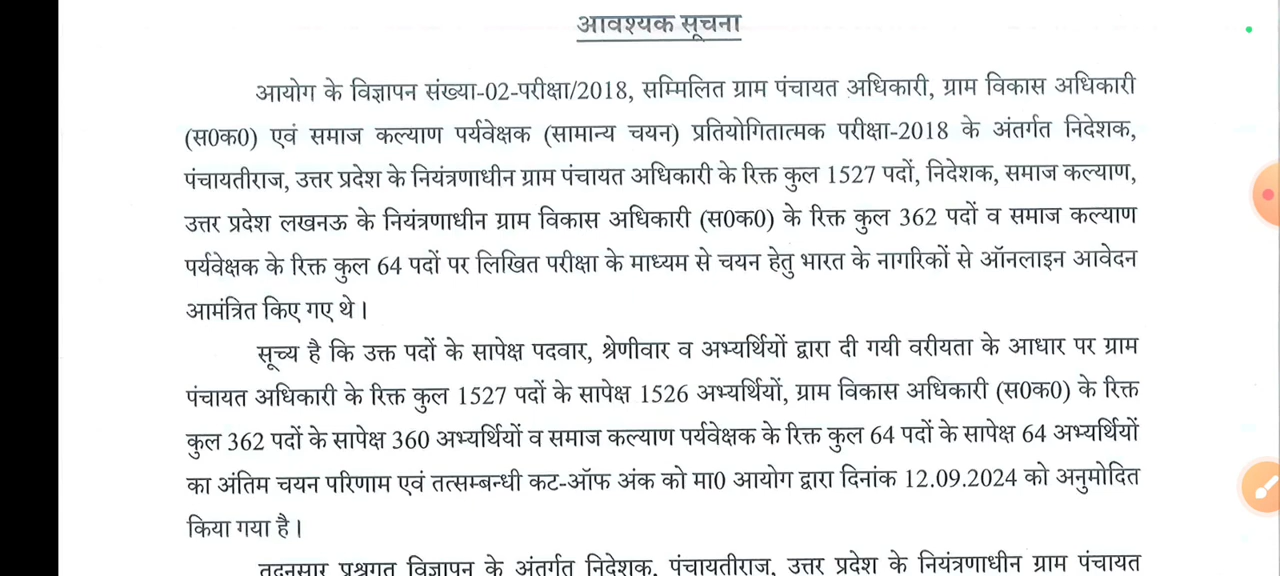 आवश्यक सूचना
आयोग के विज्ञापन संख्या-02-परीक्षा/2018, सम्मिलित ग्राम पंचायत अधिकारी, ग्राम विकास अधिकारी
(स0क0) एवं समाज कल्याण पर्यवेक्षक (सामान्य चयन) प्रतियोगितात्मक परीक्षा-2018 के अंतर्गत निदेशक,
पंचायतीराज, उत्तर प्रदेश के नियंत्रणाधीन ग्राम पंचायत अधिकारी के रिक्त कुल 1527 पदों, निदेशक, समाज कल्याण,
उत्तर प्रदेश लखनऊ के नियंत्रणाधीन ग्राम विकास अधिकारी (स0क0) के रिक्त कुल 362 पदों व समाज कल्याण
पर्यवेक्षक के रिक्त कुल 64 पदों पर लिखित परीक्षा के माध्यम से चयन हेतु भारत के नागरिकों से ऑनलाइन आवेदन
आमंत्रित किए गए थे।
सूच्य है कि उक्त पदों के सापेक्ष पदवार, श्रेणीवार व अभ्यर्थियों द्वारा दी गयी वरीयता के आधार पर ग्राम
पंचायत अधिकारी के रिक्त कुल 1527 पदों के सापेक्ष 1526 अभ्यर्थियों, ग्राम विकास अधिकारी (स0क0) के रिक्त
कुल 362 पदों के सापेक्ष 360 अभ्यर्थियों व समाज कल्याण पर्यवेक्षक के रिक्त कुल 64 पदों के सापेक्ष 64 अभ्यर्थियों
का अंतिम चयन परिणाम एवं तत्सम्बन्धी कट-ऑफ अंक को मा0 आयोग द्वारा दिनांक 12.09.2024 को अनुमोदित
किया गया है।
तदनुसार प्रश्नगत विज्ञापन के अंतर्गत निदेशक, पंचायतीराज, उत्तर प्रदेश के नियंत्रणाधीन ग्राम पंचायत